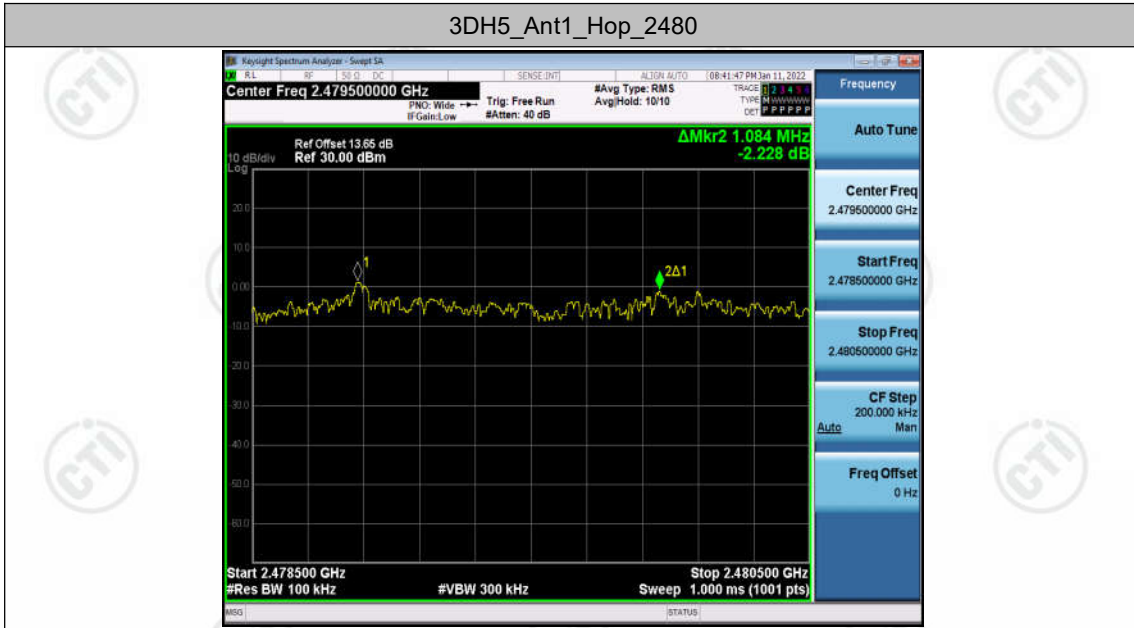 3DH5_Ant1_Hop_2480
Keysight Spectrum Analyzer - Swept SA
RL RF 50 Ω DC SENSE:INT ALIGN AUTO 08:41:47 PM Jan 11, 2022
Center Freq 2.479500000 GHz
PNO: Wide
IFGain:Low
Trig: Free Run
#Atten: 40 dB
#Avg Type: RMS
Avg|Hold: 10/10
TRACE 1 2 3 4 5 6
TYPE M WWWWW
DET P P P P P P
Frequency
Auto Tune
Center Freq
2.479500000 GHz
Start Freq
2.478500000 GHz
Stop Freq
2.480500000 GHz
CF Step
200.000 kHz
Auto Man
Freq Offset
0 Hz
ΔMkr2 1.084 MHz
-2.228 dB
Ref Offset 13.65 dB
10 dB/div Ref 30.00 dBm
Log
20.0
10.0
0.00
-10.0
-20.0
-30.0
-40.0
-50.0
-60.0
1
2Δ1
Start 2.478500 GHz
Stop 2.480500 GHz
#Res BW 100 kHz
#VBW 300 kHz
Sweep 1.000 ms (1001 pts)
MSG
STATUS
CTI
CTI
CTI
CTI